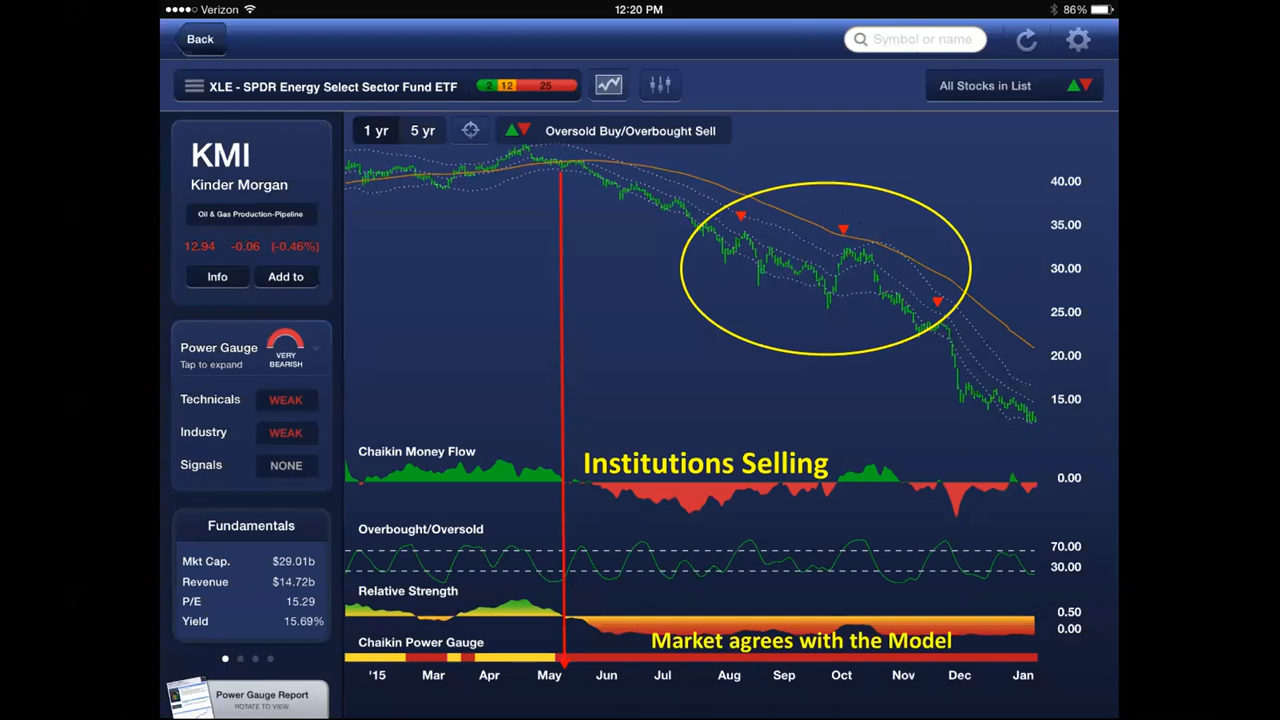 Verizon
12:20 PM
86%
Back
Symbol or name
XLE - SPDR Energy Select Sector Fund ETF
2 12 25
All Stocks in List
KMI
Kinder Morgan
Oil & Gas Production-Pipeline
12.94 -0.06 (-0.46%)
Info Add to
1 yr 5 yr
Oversold Buy/Overbought Sell
40.00
35.00
30.00
25.00
20.00
15.00
Power Gauge
Tap to expand
VERY
BEARISH
Technicals WEAK
Industry WEAK
Signals NONE
Chaikin Money Flow
Institutions Selling
0.00
Fundamentals
Mkt Cap. $29.01b
Revenue $14.72b
P/E 15.29
Yield 15.69%
Overbought/Oversold
70.00
30.00
Relative Strength
0.50
0.00
Chaikin Power Gauge
Market agrees with the Model
'15 Mar Apr May Jun Jul Aug Sep Oct Nov Dec Jan
Power Gauge Report
ROTATE TO VIEW